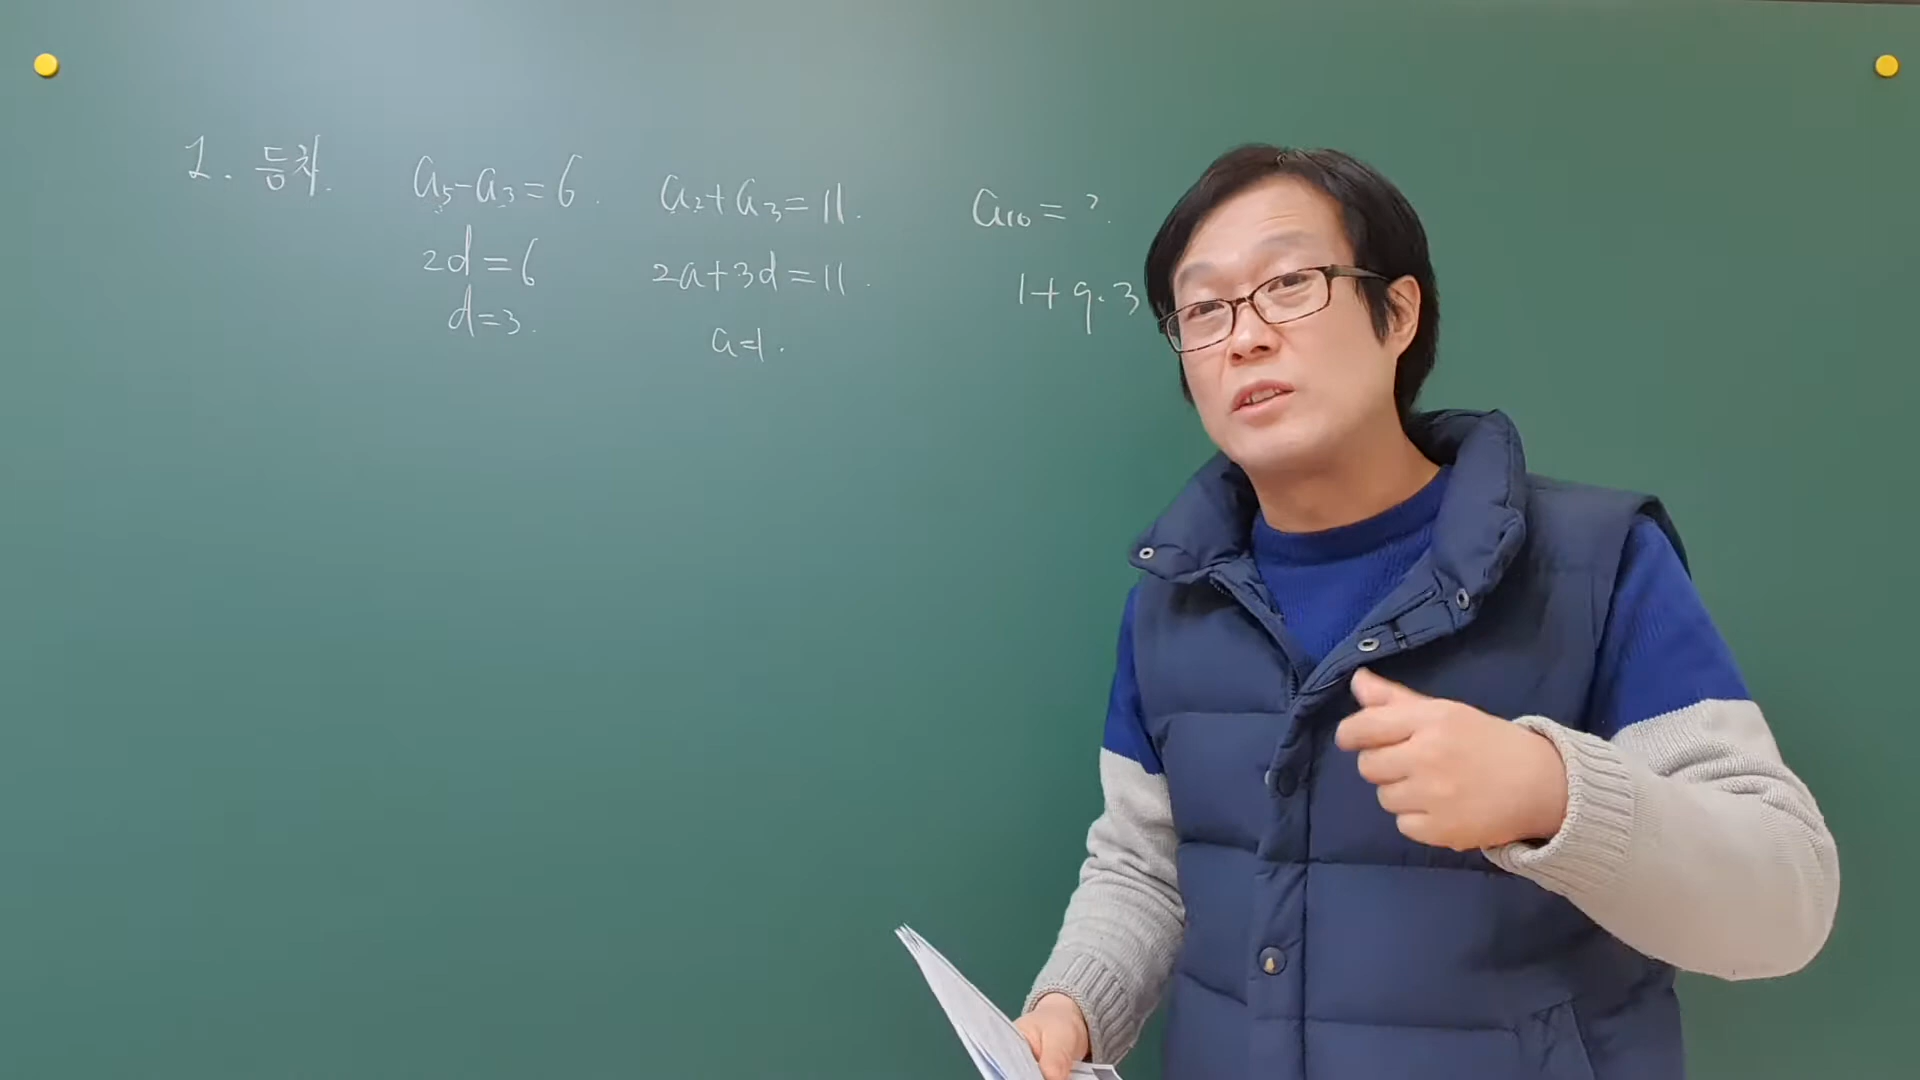 1. 등차.
a₅-a₃=6.
2d=6
d=3.
a₂+a₃=11.
2a+3d=11.
a=1.
a₁₀=?.
1+9·3